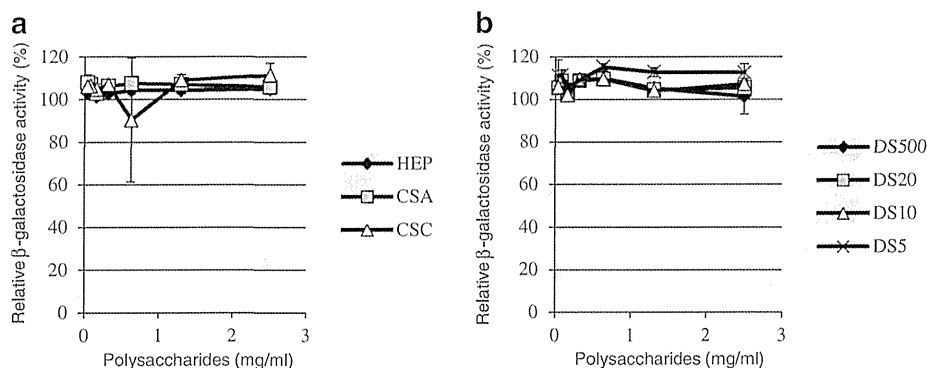 a
Relative β-galactosidase activity (%)
120
100
80
60
40
20
0
0 1 2 3
Polysaccharides (mg/ml)
HEP
CSA
CSC
b
Relative β-galactosidase activity (%)
120
100
80
60
40
20
0
0 1 2 3
Polysaccharides (mg/ml)
DS500
DS20
DS10
DS5